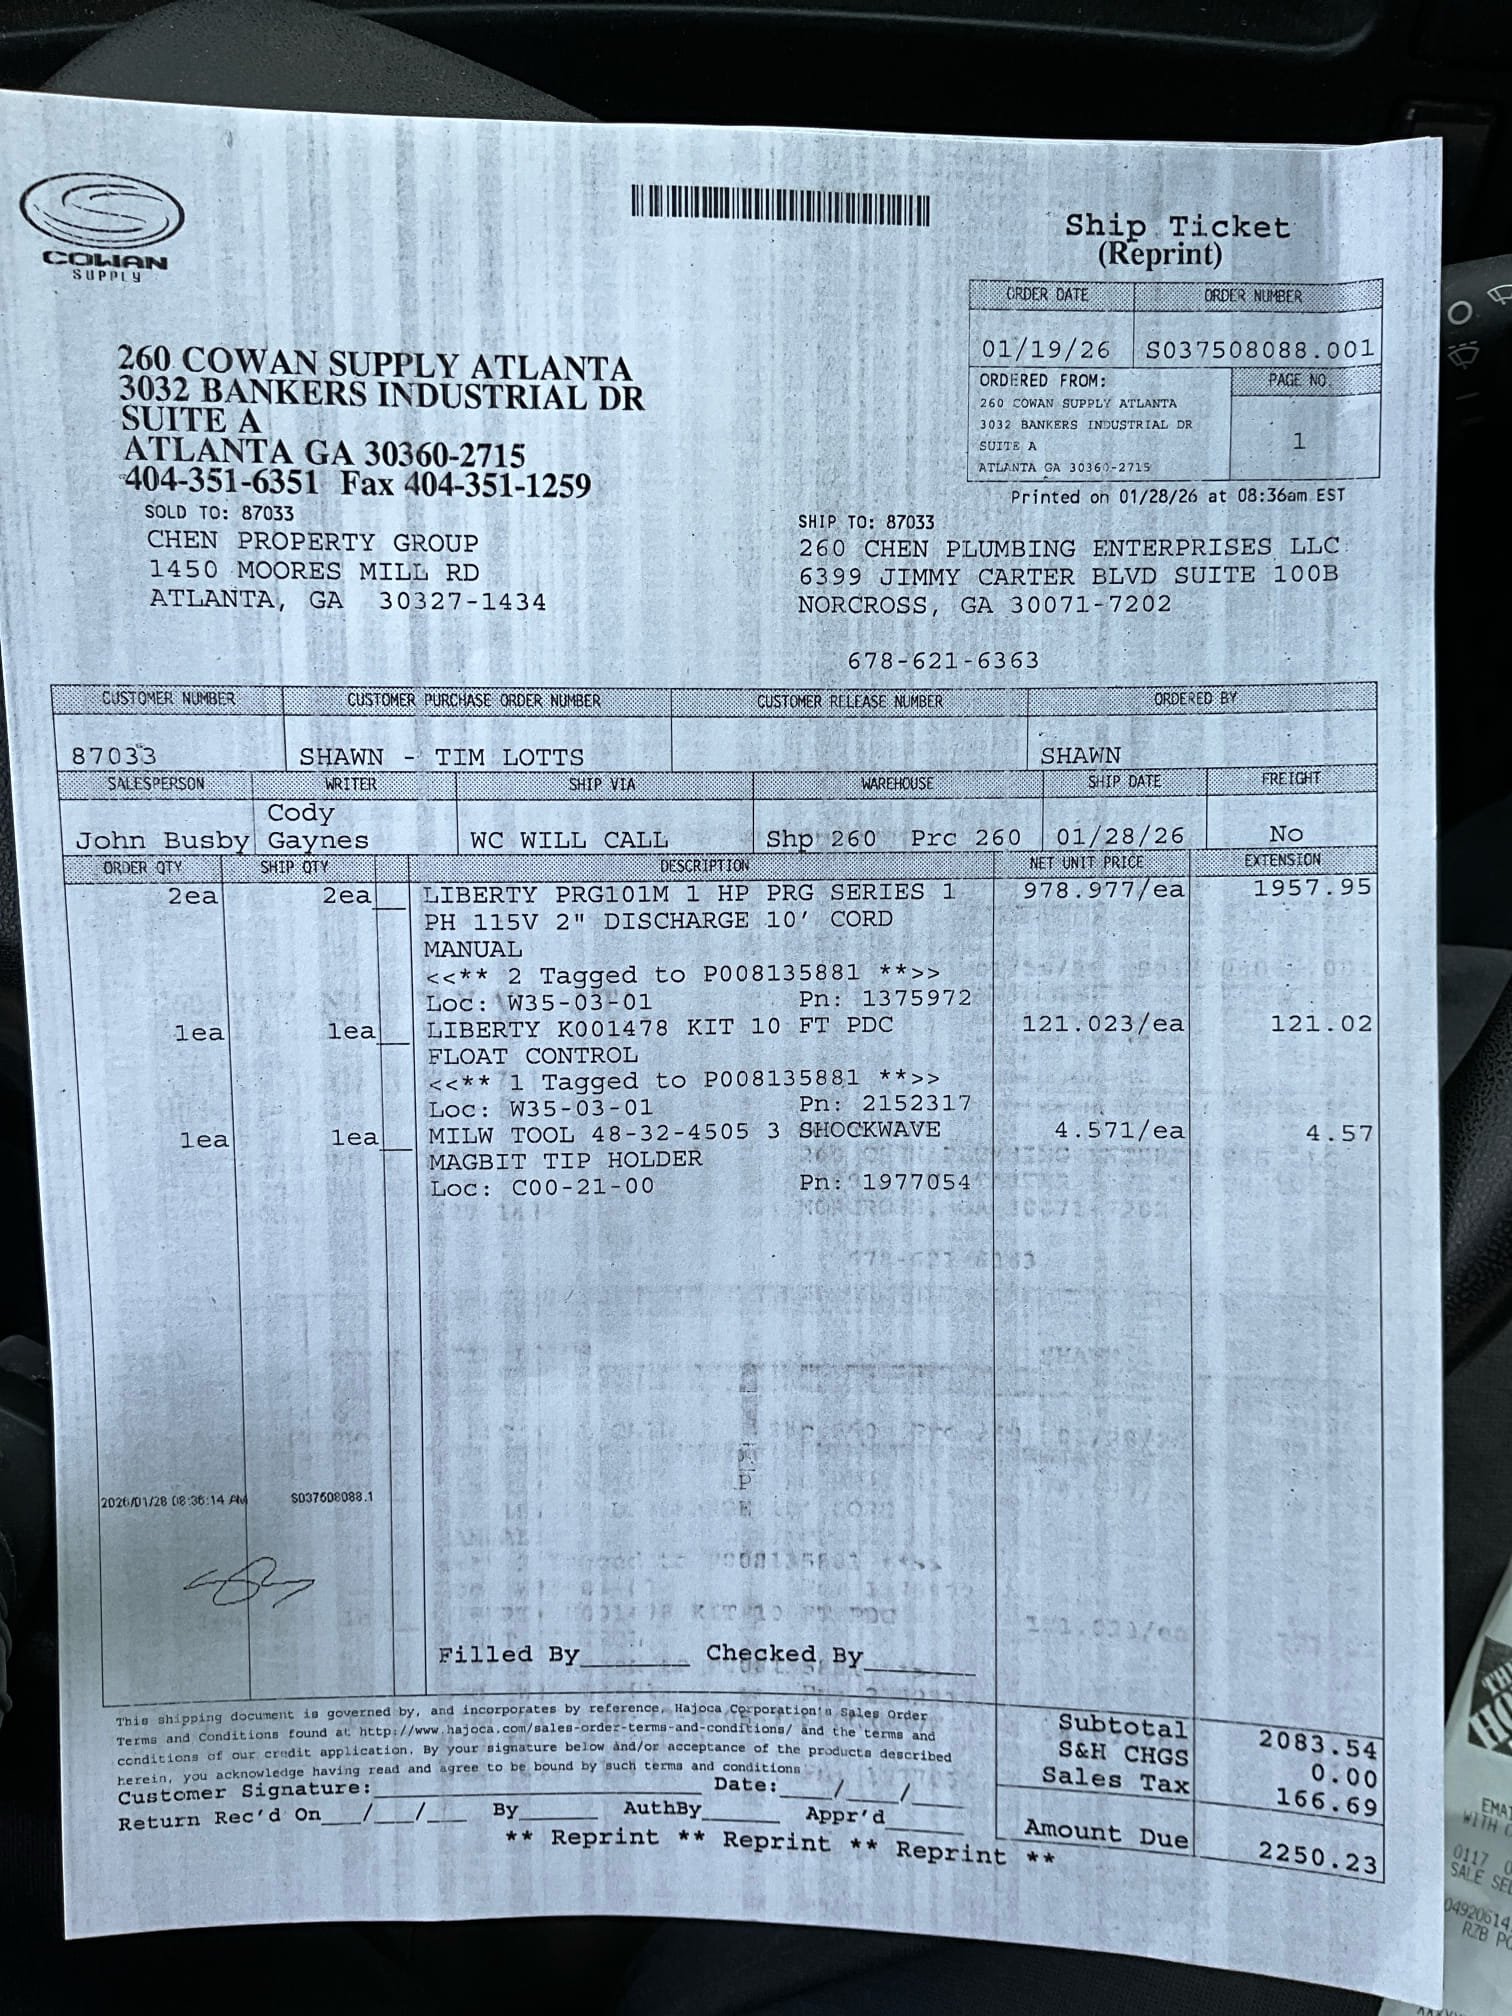 COWAN
SUPPLY
Ship Ticket
(Reprint)
ORDER DATE ORDER NUMBER
01/19/26 S037508088.001
ORDERED FROM: PAGE NO.
260 COWAN SUPPLY ATLANTA
3032 BANKERS INDUSTRIAL DR
SUITE A
ATLANTA GA 30360-2715
1
Printed on 01/28/26 at 08:36am EST
260 COWAN SUPPLY ATLANTA
3032 BANKERS INDUSTRIAL DR
SUITE A
ATLANTA GA 30360-2715
404-351-6351 Fax 404-351-1259
SOLD TO: 87033
CHEN PROPERTY GROUP
1450 MOORES MILL RD
ATLANTA, GA 30327-1434
SHIP TO: 87033
260 CHEN PLUMBING ENTERPRISES LLC
6399 JIMMY CARTER BLVD SUITE 100B
NORCROSS, GA 30071-7202
678-621-6363
CUSTOMER NUMBER CUSTOMER PURCHASE ORDER NUMBER CUSTOMER RELEASE NUMBER ORDERED BY
87033 SHAWN - TIM LOTTS SHAWN
SALESPERSON WRITER SHIP VIA WAREHOUSE SHIP DATE FREIGHT
John Busby Cody Gaynes WC WILL CALL Shp 260 Prc 260 01/28/26 No
ORDER QTY SHIP QTY DESCRIPTION NET UNIT PRICE EXTENSION
2ea 2ea LIBERTY PRG101M 1 HP PRG SERIES 1 978.977/ea 1957.95
PH 115V 2" DISCHARGE 10' CORD
MANUAL
<<** 2 Tagged to P008135881 **>>
Loc: W35-03-01 Pn: 1375972
1ea 1ea LIBERTY K001478 KIT 10 FT PDC 121.023/ea 121.02
FLOAT CONTROL
<<** 1 Tagged to P008135881 **>>
Loc: W35-03-01 Pn: 2152317
1ea 1ea MILW TOOL 48-32-4505 3 SHOCKWAVE 4.571/ea 4.57
MAGBIT TIP HOLDER
Loc: C00-21-00 Pn: 1977054
2026/01/28 08:36:14 AM S037508088.1
Filled By Checked By
This shipping document is governed by, and incorporates by reference, Hajoca Corporation's Sales Order
Terms and Conditions found at http://www.hajoca.com/sales-order-terms-and-conditions/ and the terms and
conditions of our credit application. By your signature below and/or acceptance of the products described
herein, you acknowledge having read and agree to be bound by such terms and conditions
Customer Signature: Date: / /
Return Rec'd On / / By AuthBy Appr'd
** Reprint ** Reprint ** Reprint **
Subtotal 2083.54
S&H CHGS 0.00
Sales Tax 166.69
Amount Due 2250.23
WITH
0117
SALE